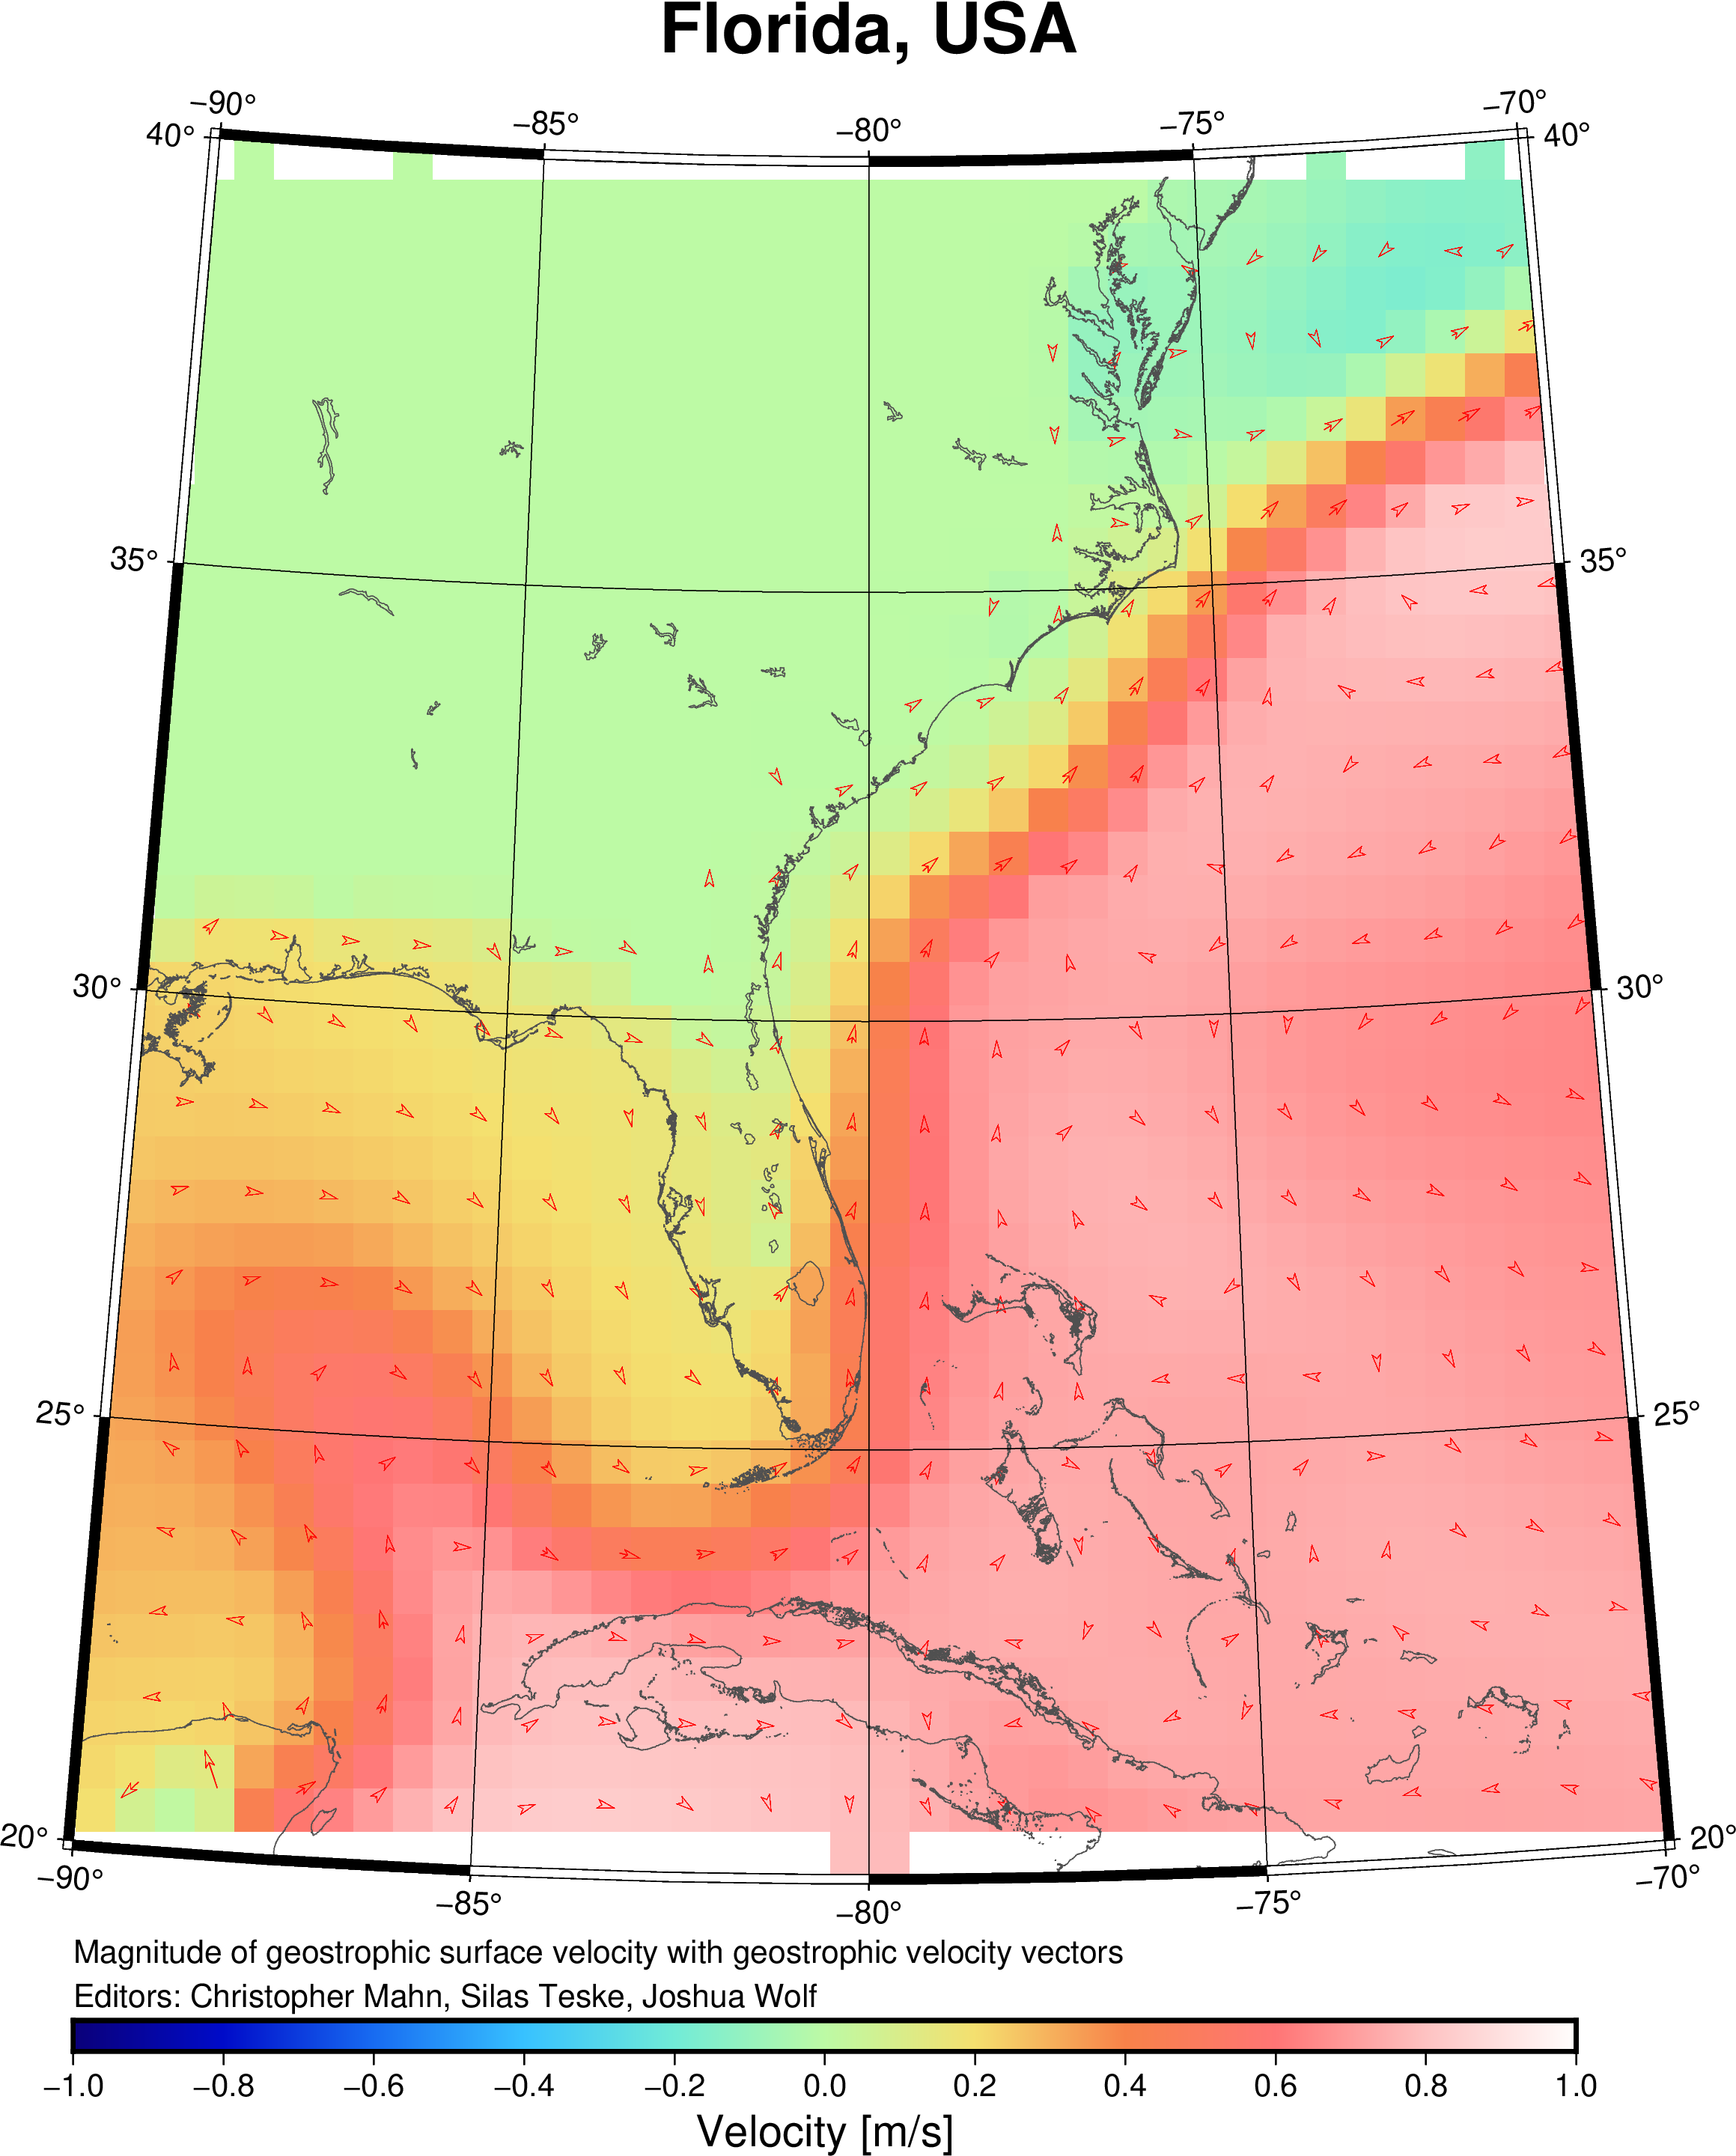 Florida, USA
−90° −85° −80° −75° −70°
40° 40°
35° 35°
30° 30°
25° 25°
20° 20°
−90° −85° −80° −75° −70°
Magnitude of geostrophic surface velocity with geostrophic velocity vectors
Editors: Christopher Mahn, Silas Teske, Joshua Wolf
−1.0 −0.8 −0.6 −0.4 −0.2 0.0 0.2 0.4 0.6 0.8 1.0
Velocity [m/s]